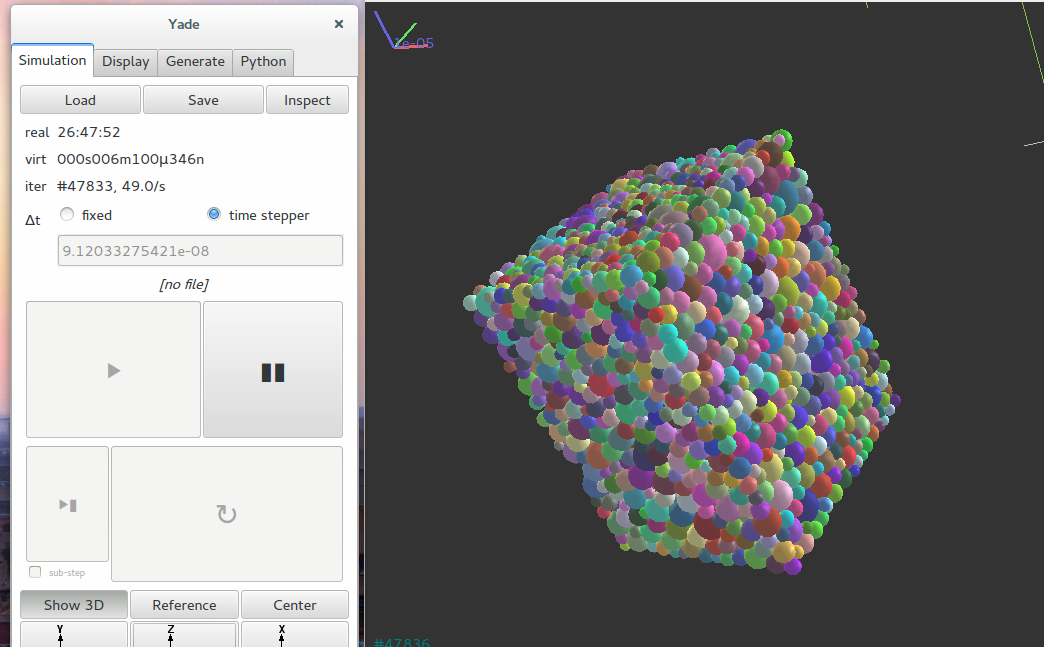 Yade
Simulation Display Generate Python
Load Save Inspect
real 26:47:52
virt 000s006m100μ346n
iter #47833, 49.0/s
Δt fixed time stepper
9.12033275421e-08
[no file]
sub-step
Show 3D Reference Center
Y Z X
1e-05
#47836